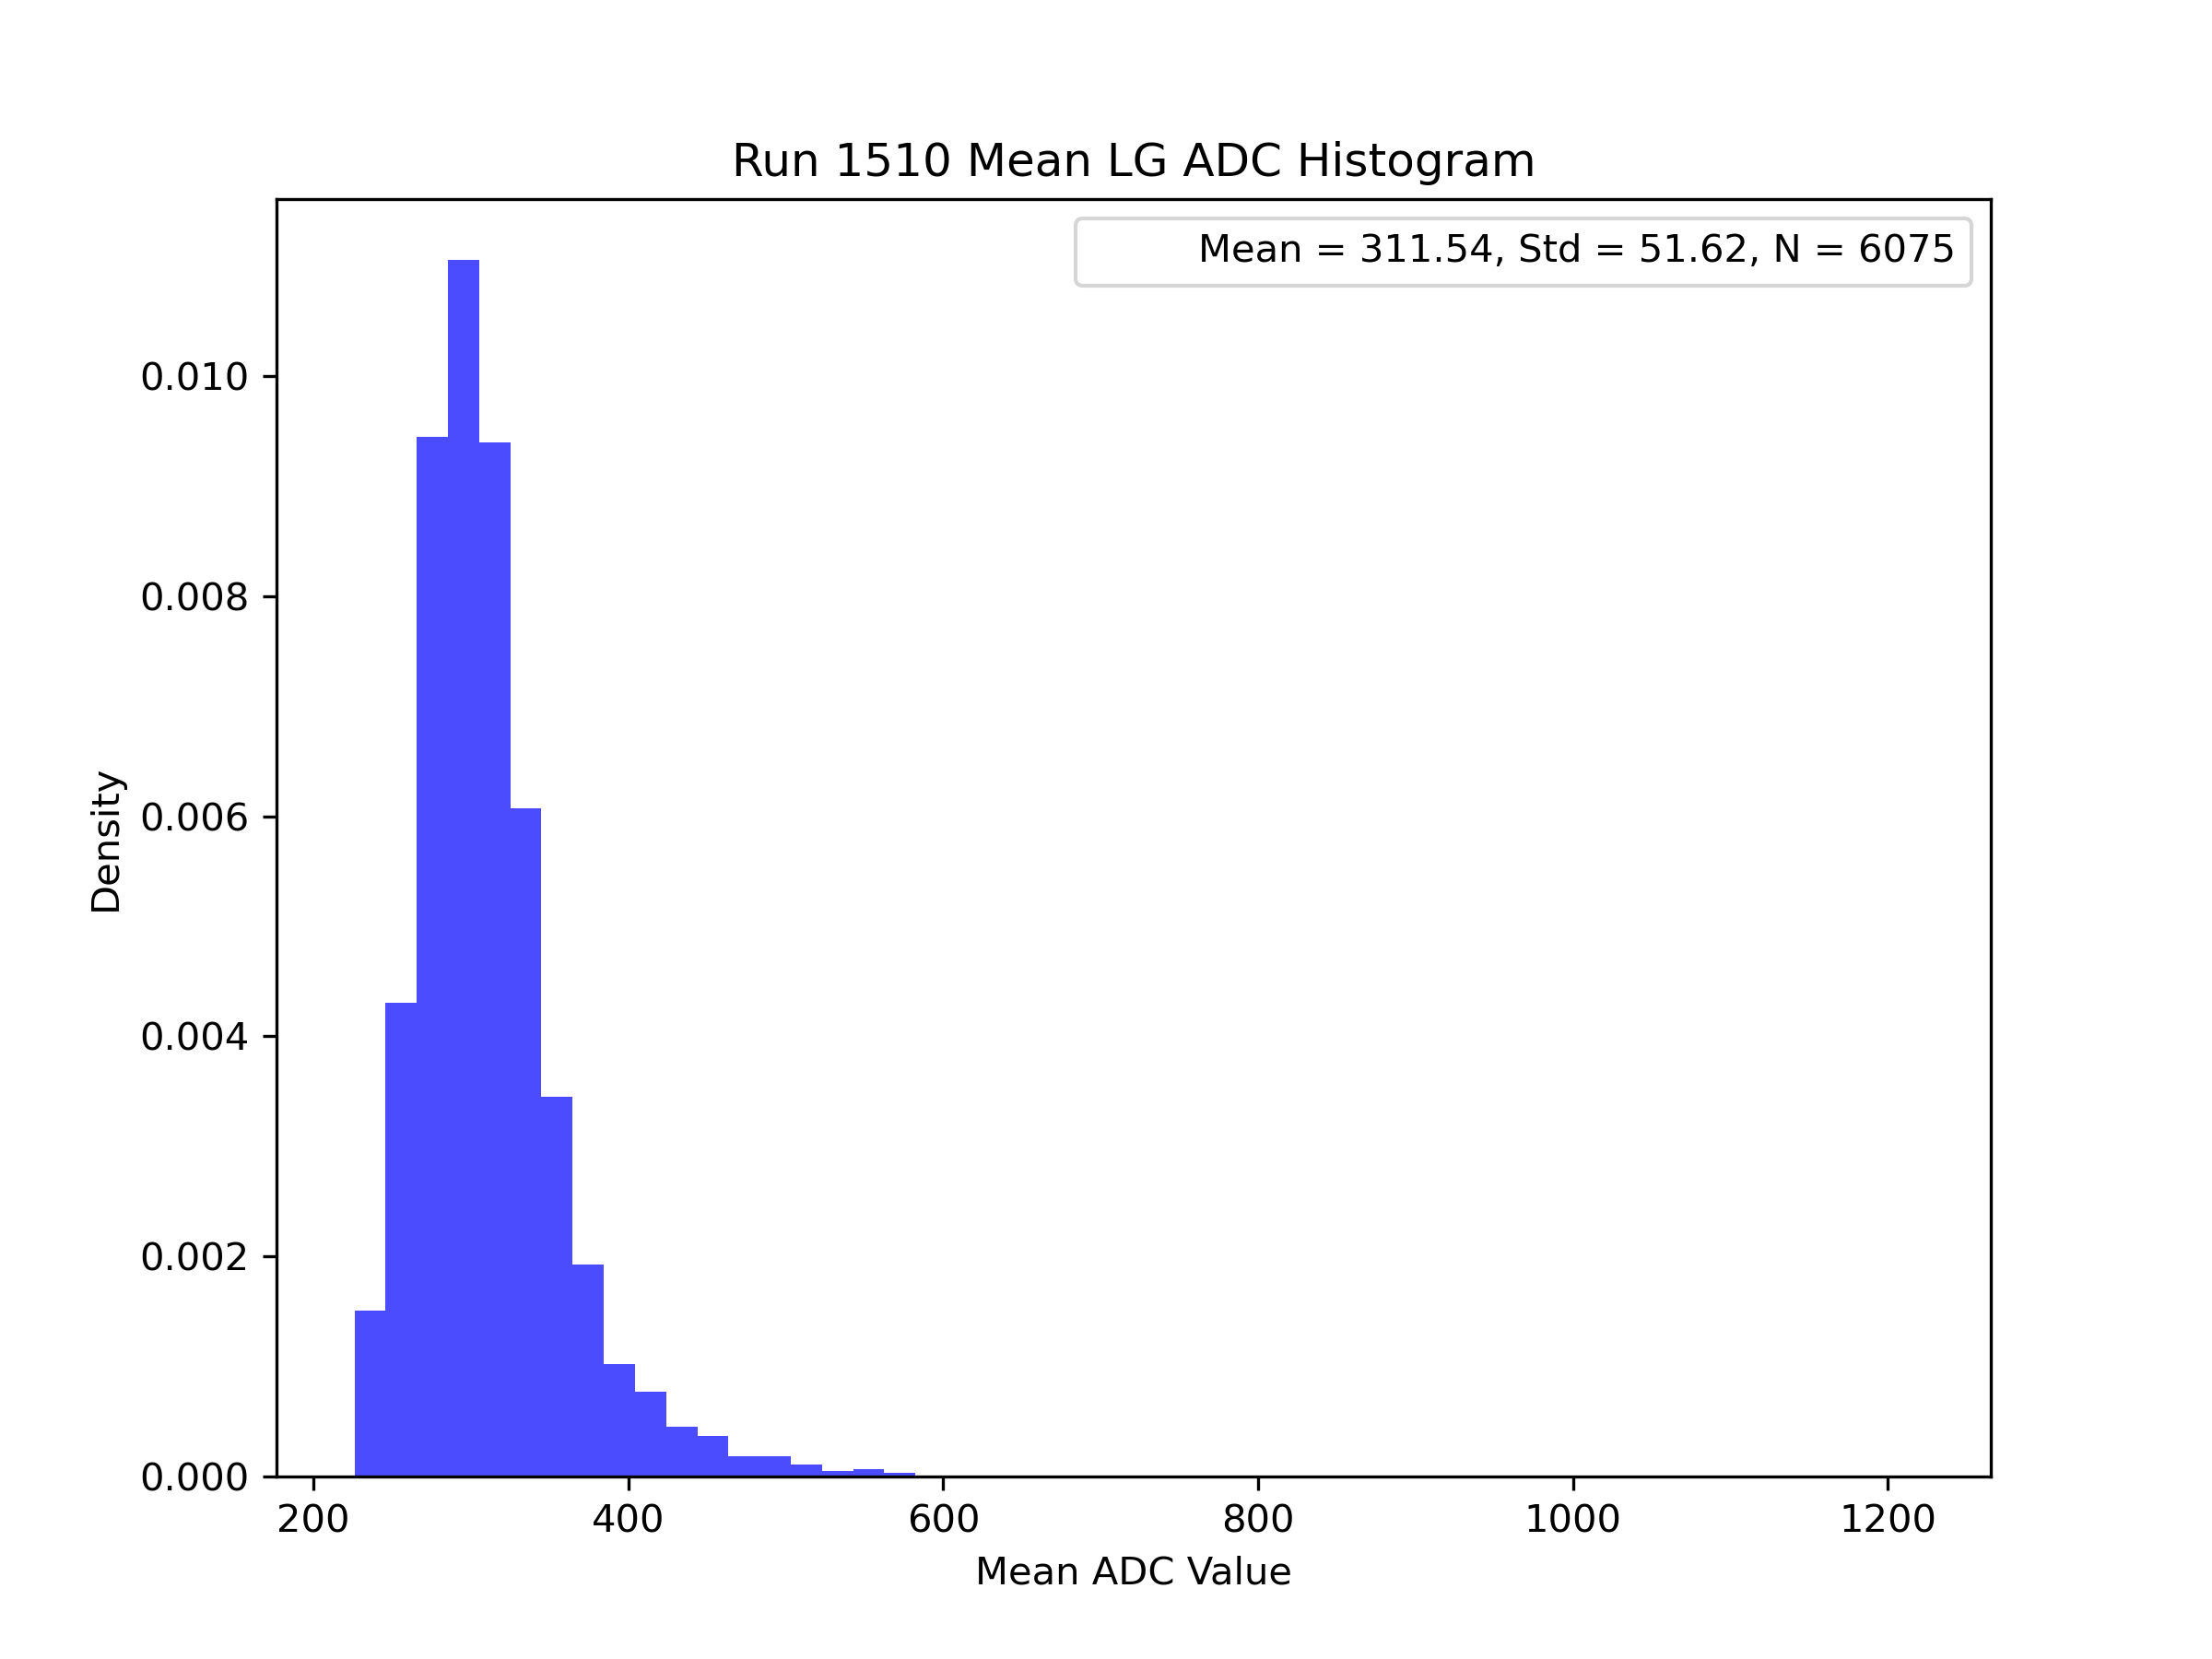 Run 1510 Mean LG ADC Histogram
Mean = 311.54, Std = 51.62, N = 6075
0.010
0.008
0.006
0.004
0.002
0.000
Density
200 400 600 800 1000 1200
Mean ADC Value